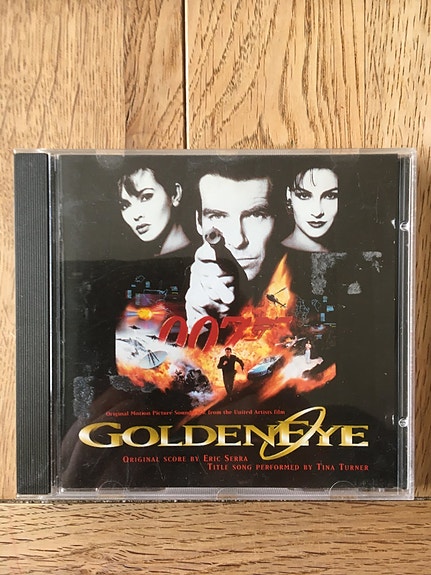 007
Original Motion Picture Soundtrack from the United Artists film
GOLDENEYE
ORIGINAL SCORE BY ERIC SERRA
TITLE SONG PERFORMED BY TINA TURNER